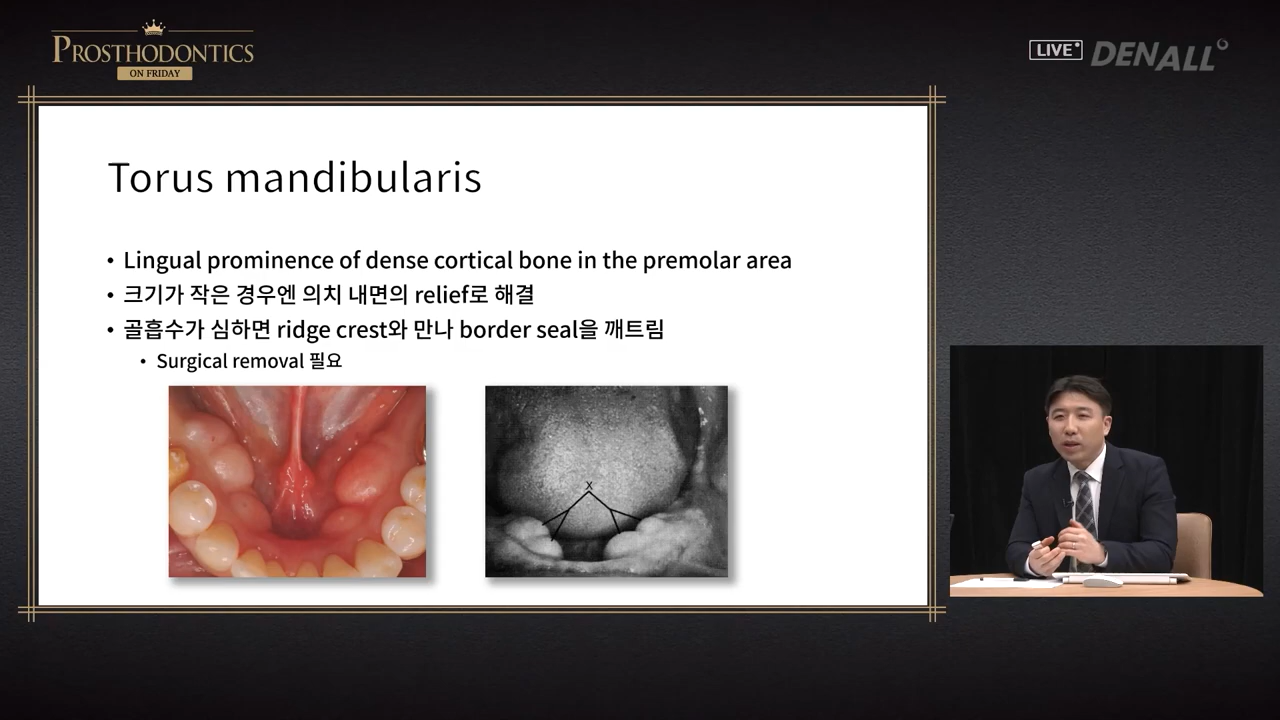 PROSTHODONTICS
ON FRIDAY
LIVE
DENALL
Torus mandibularis
• Lingual prominence of dense cortical bone in the premolar area
• 크기가 작은 경우엔 의치 내면의 relief로 해결
• 골흡수가 심하면 ridge crest와 만나 border seal을 깨트림
• Surgical removal 필요
X